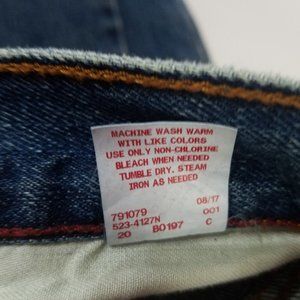 MACHINE WASH WARM
WITH LIKE COLORS
USE ONLY NON-CHLORINE
BLEACH WHEN NEEDED
TUMBLE DRY. STEAM
IRON AS NEEDED
08/17
791079 001
523-4127N
20 B0197 C